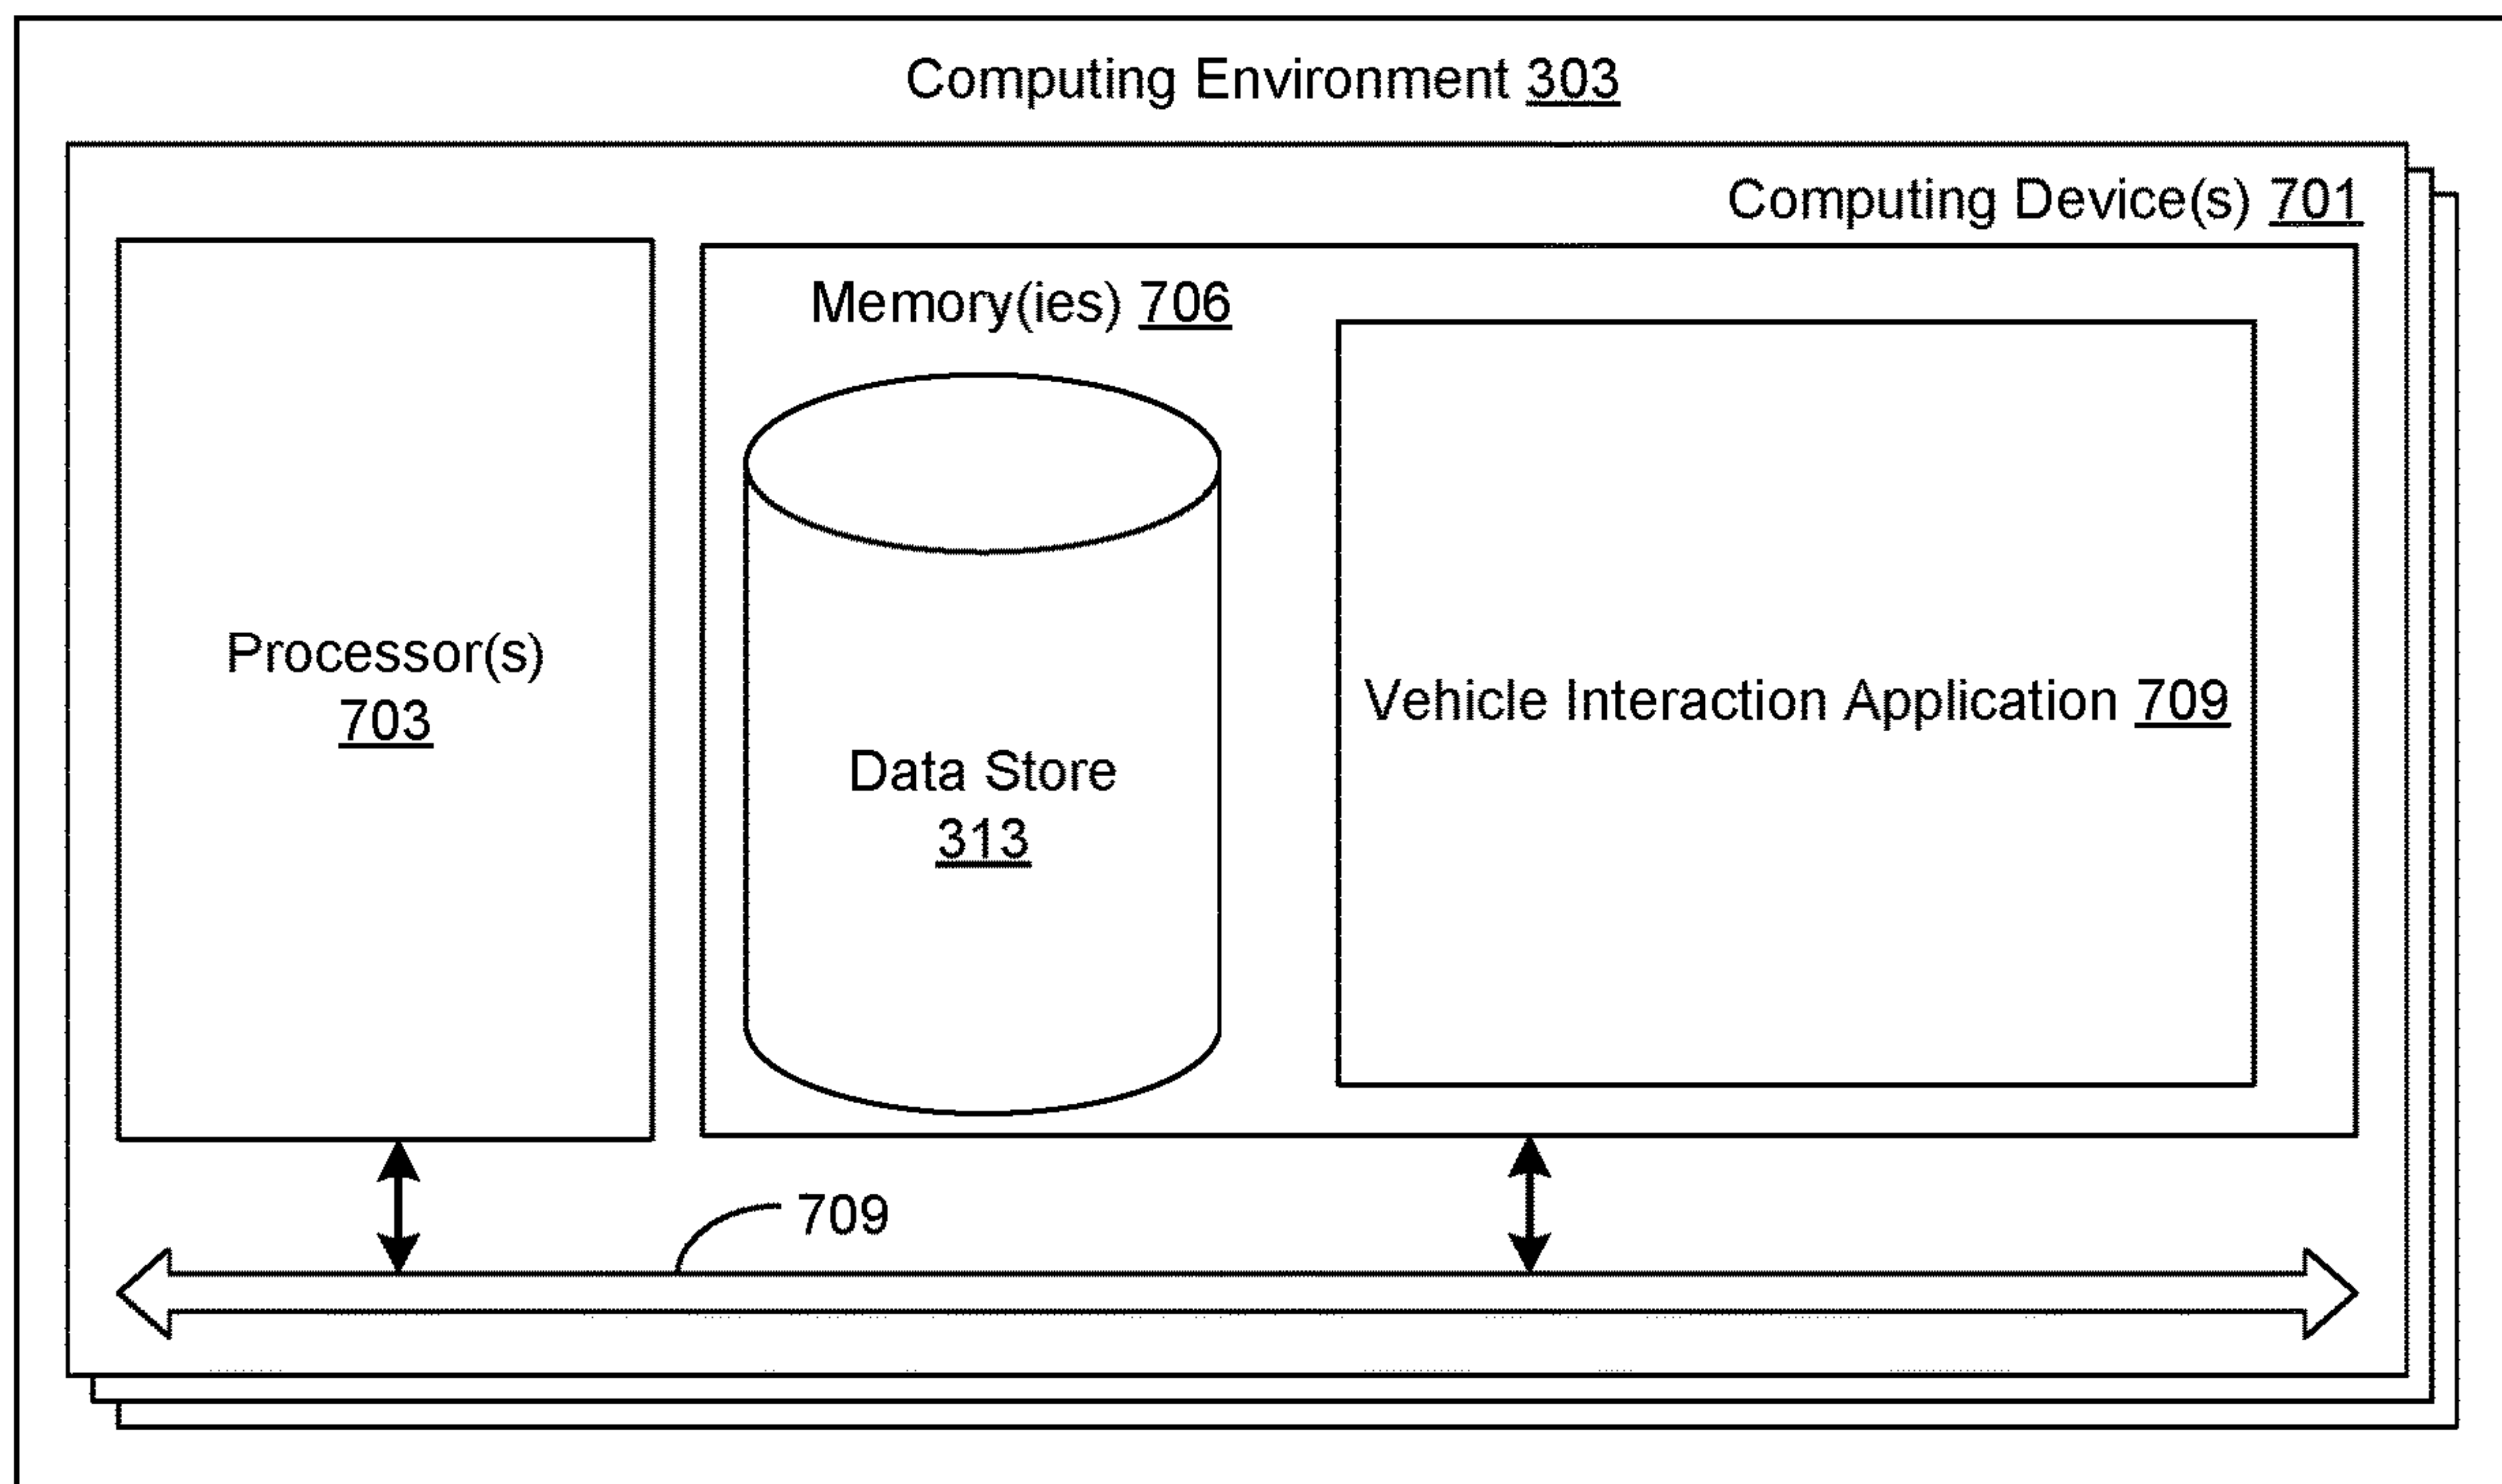 Computing Environment 303
Computing Device(s) 701
Memory(ies) 706
Processor(s)
703
Vehicle Interaction Application 709
Data Store
313
709